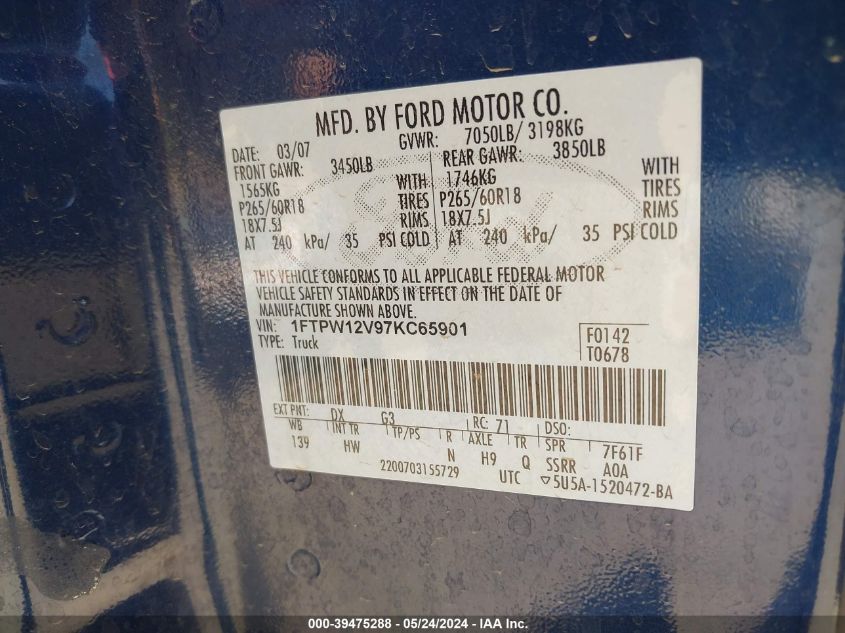 MFD. BY FORD MOTOR CO.
DATE: 03/07 GVWR: 7050LB/ 3198KG
FRONT GAWR: 3450LB REAR GAWR: 3850LB
1565KG WITH 1746KG WITH
P265/60R18 TIRES P265/60R18 TIRES
18X7.5J RIMS 18X7.5J RIMS
AT 240 kPa/ 35 PSI COLD AT 240 kPa/ 35 PSI COLD
THIS VEHICLE CONFORMS TO ALL APPLICABLE FEDERAL MOTOR
VEHICLE SAFETY STANDARDS IN EFFECT ON THE DATE OF
MANUFACTURE SHOWN ABOVE.
VIN: 1FTPW12V97KC65901 F0142
TYPE: Truck T0678
EXT PNT: DX G3 RC: 71 DSO:
WB INT TR TP/PS R AXLE TR SPR 7F61F
139 HW N H9 Q SSRR A0A
2200703155729 UTC ▽5U5A-1520472-BA
000-39475288 - 05/24/2024 - IAA Inc.